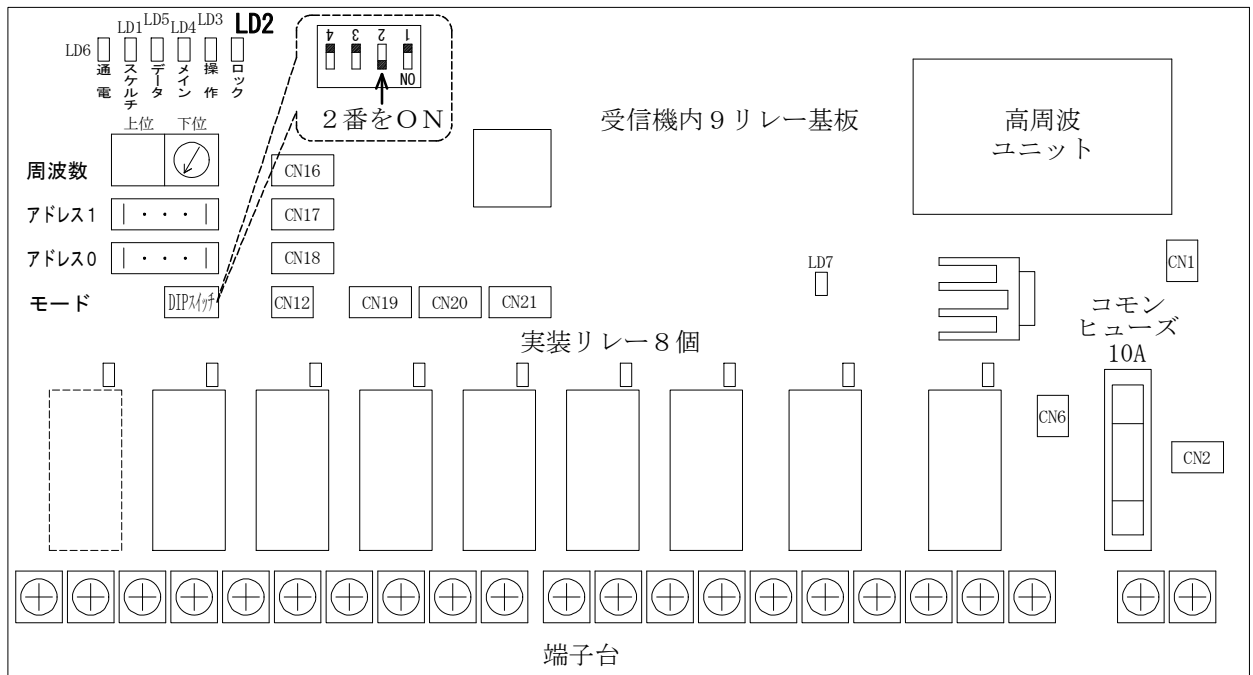 LD6
LD1
LD5
LD4
LD3
LD2
通電
スケルチ
データ
メイン
操作
ロック
4 3 2 1
ON
2番をON
上位
下位
周波数
アドレス1
アドレス0
モード
DIPスイッチ
CN16
CN17
CN18
CN12
CN19
CN20
CN21
受信機内9リレー基板
高周波
ユニット
LD7
CN1
実装リレー8個
コモン
ヒューズ
10A
CN6
CN2
端子台